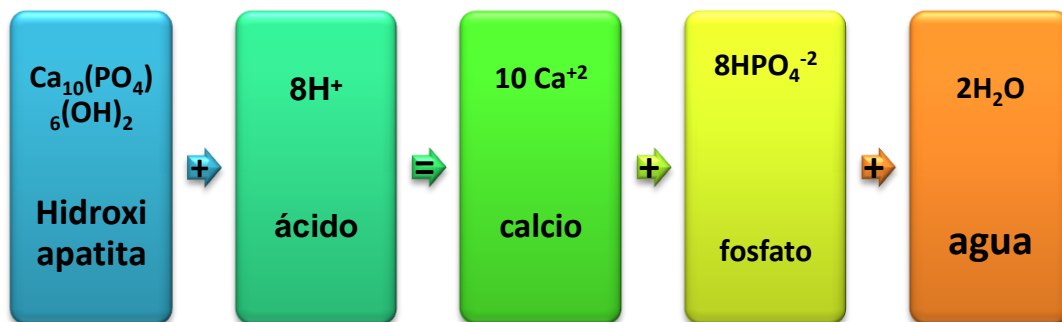 Ca₁₀(PO₄)
₆(OH)₂
Hidroxi
apatita
+
8H⁺
ácido
=
10 Ca⁺²
calcio
+
8HPO₄⁻²
fosfato
+
2H₂O
agua